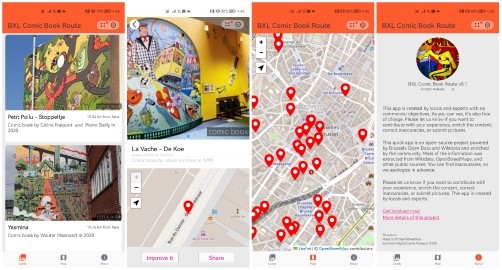 BXL Comic Book Route
Petit Poilu - Stoppeltje
Comic book by Céline Fraipont and Pierre Bailly in
2020
Yasmina
Comic book by Wauter Mannaert in 2020
Cards
Map
About
comic book
La Vache - De Koe
+
-
Improve it
Share
BXL Comic Book Route
+
-
Leaflet | © OpenStreetMap contributors
Cards
Map
About
BXL Comic Book Route
BXL Comic Book Route v3.1
This app is created by locals and experts with no
commercial objectives. As you can see, it's also free
of charge. Please let us know if you want to
contribute with your experience, enrich the content,
correct inaccuracies, or submit pictures.
This quick app is an open-source project powered
by Brussels Open Data and Wikidata and enriched
by the community. Most of the information was
extracted from Wikidata, OpenStreetMaps, and
other public sources. You can find inaccuracies, so
we apologize in advance.
Please let us know if you want to contribute with
your experience, enrich the content, correct
inaccuracies, or submit pictures. This app is created
by locals and experts.
Get involved now!
More details of this project
Cards
Map
About